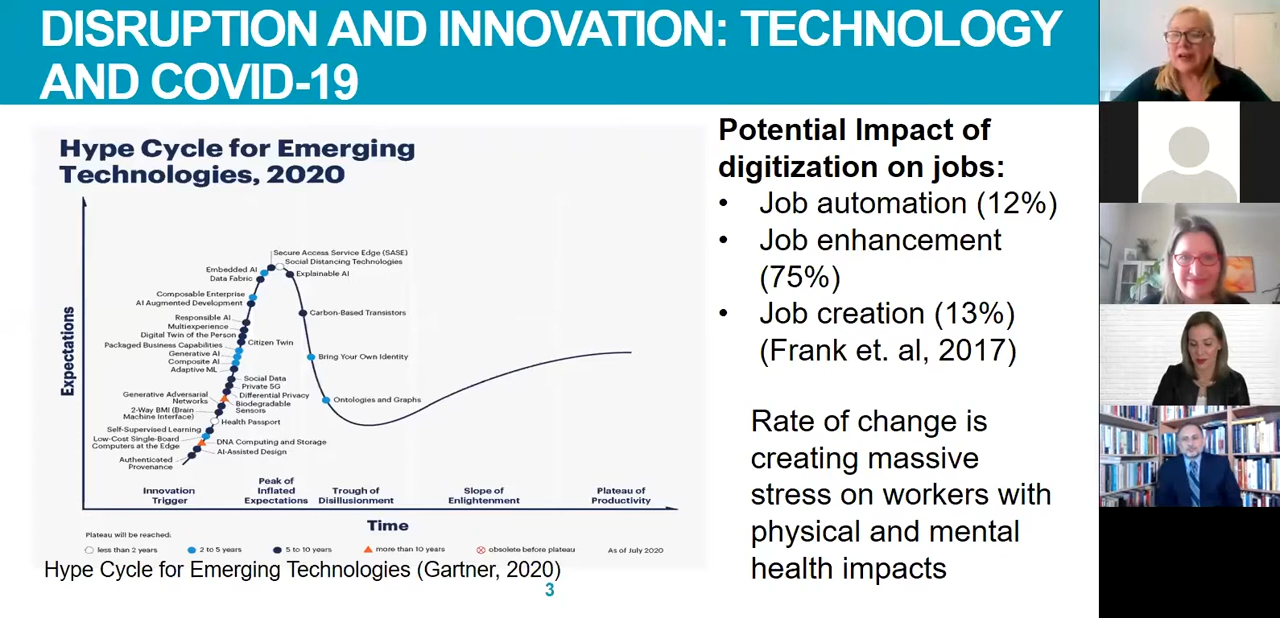 DISRUPTION AND INNOVATION: TECHNOLOGY
AND COVID-19
Hype Cycle for Emerging
Technologies, 2020
Expectations
Secure Access Service Edge (SASE)
Social Distancing Technologies
Embedded AI
Explainable AI
Data Fabric
Composable Enterprise
AI Augmented Development
Carbon-Based Transistors
Responsible AI
Multiexperience
Digital Twin of the Person
Citizen Twin
Packaged Business Capabilities
Generative AI
Bring Your Own Identity
Composite AI
Adaptive ML
Social Data
Private 5G
Generative Adversarial
Networks
Differential Privacy
Biodegradable
Sensors
Ontologies and Graphs
2-Way BMI (Brain
Machine Interface)
Health Passport
Self-Supervised Learning
Low-Cost Single-Board
Computers at the Edge
DNA Computing and Storage
AI-Assisted Design
Authenticated
Provenance
Innovation
Trigger
Peak of
Inflated
Expectations
Trough of
Disillusionment
Slope of
Enlightenment
Plateau of
Productivity
Time
Plateau will be reached:
less than 2 years
2 to 5 years
5 to 10 years
more than 10 years
obsolete before plateau
As of July 2020
Hype Cycle for Emerging Technologies (Gartner, 2020)
3
Potential Impact of
digitization on jobs:
• Job automation (12%)
• Job enhancement
(75%)
• Job creation (13%)
(Frank et. al, 2017)
Rate of change is
creating massive
stress on workers with
physical and mental
health impacts